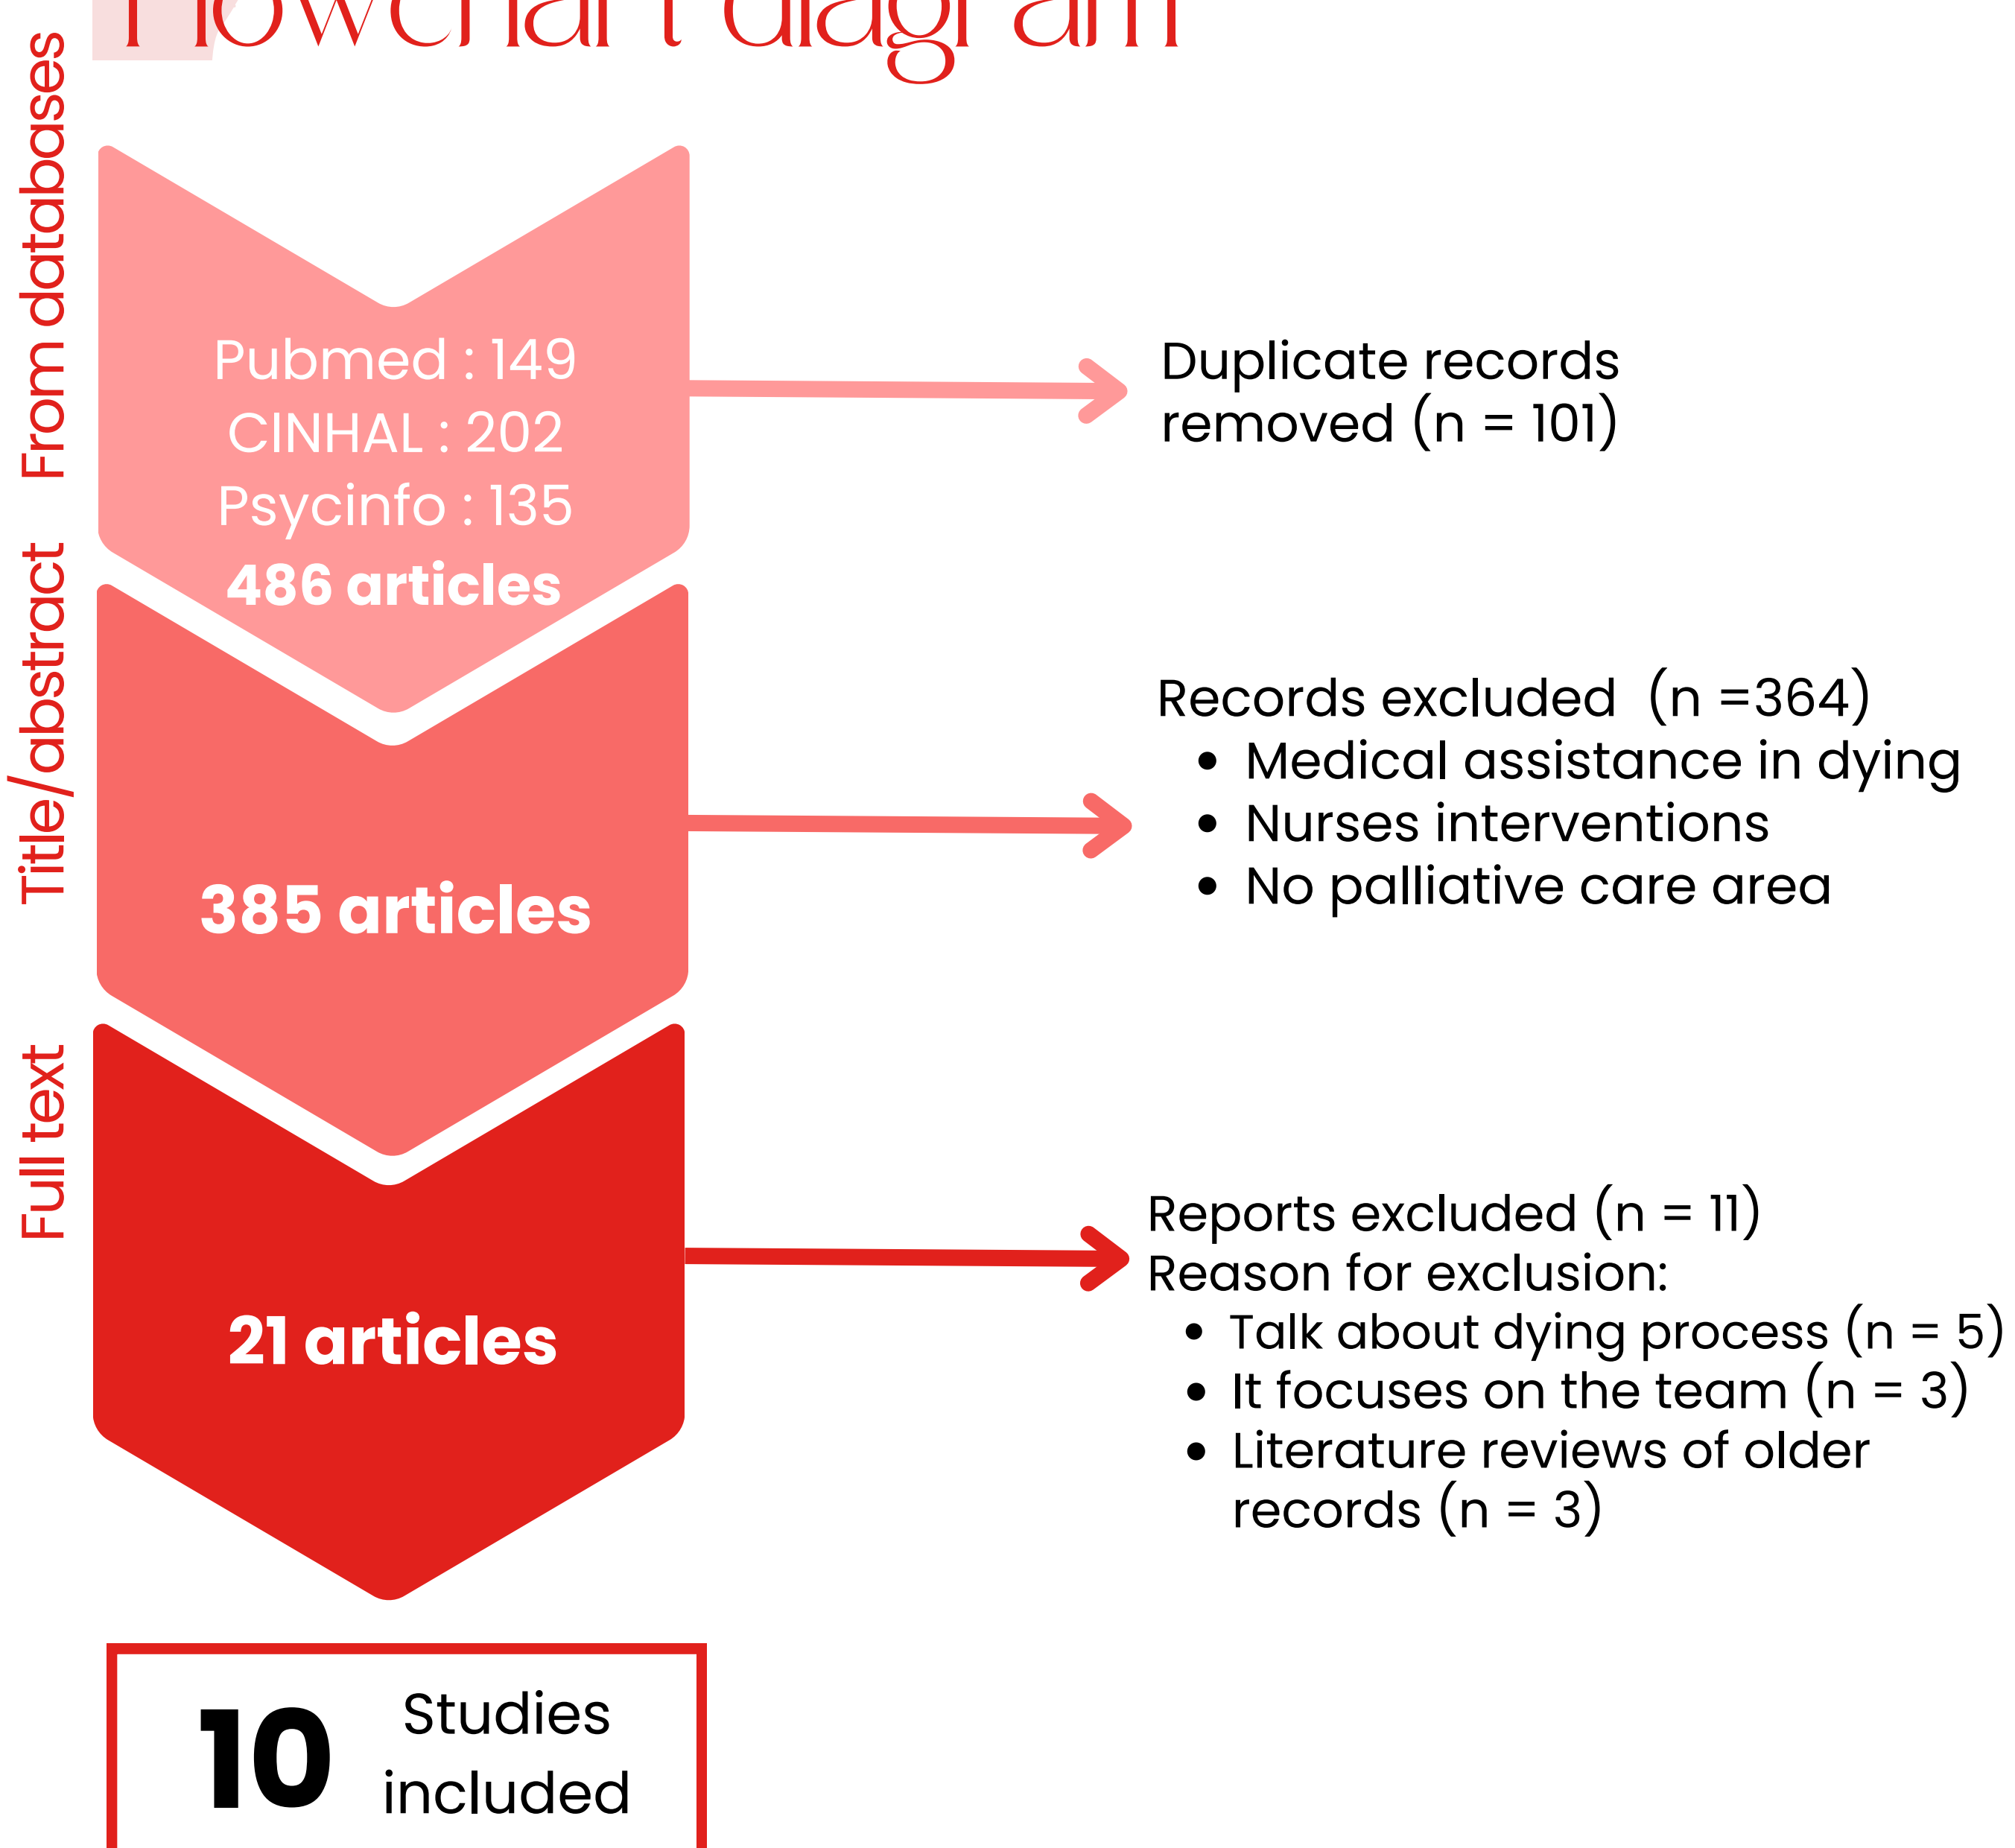 Flowchart diagram
From databases
Pubmed : 149
CINHAL : 202
Psycinfo : 135
486 articles
Duplicate records
removed (n = 101)
Title/abstract
385 articles
Records excluded (n =364)
• Medical assistance in dying
• Nurses interventions
• No palliative care area
Full text
21 articles
Reports excluded (n = 11)
Reason for exclusion:
• Talk about dying process (n = 5)
• It focuses on the team (n = 3)
• Literature reviews of older
records (n = 3)
10
Studies
included